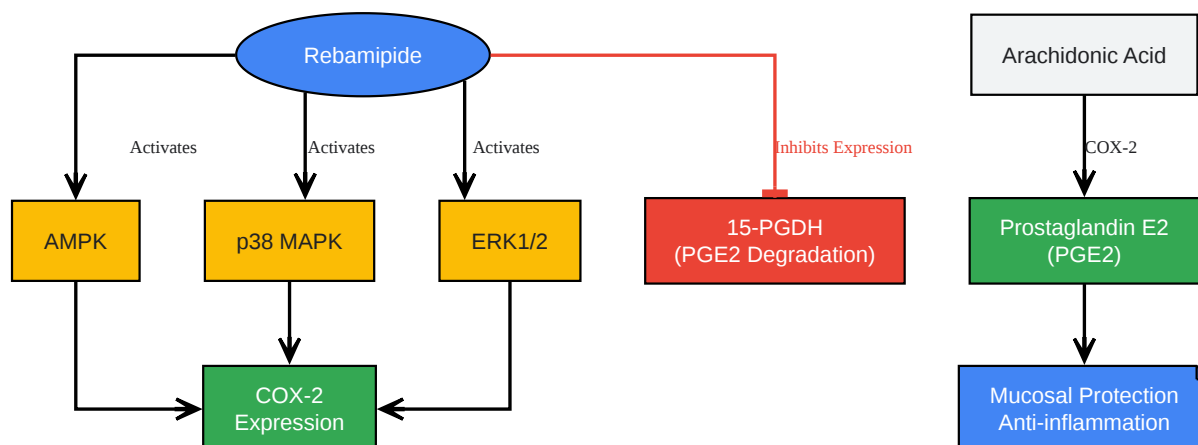 Rebamipide
Arachidonic Acid
Activates
Activates
Activates
Inhibits Expression
COX-2
AMPK
p38 MAPK
ERK1/2
15-PGDH
(PGE2 Degradation)
Prostaglandin E2
(PGE2)
COX-2
Expression
Mucosal Protection
Anti-inflammation